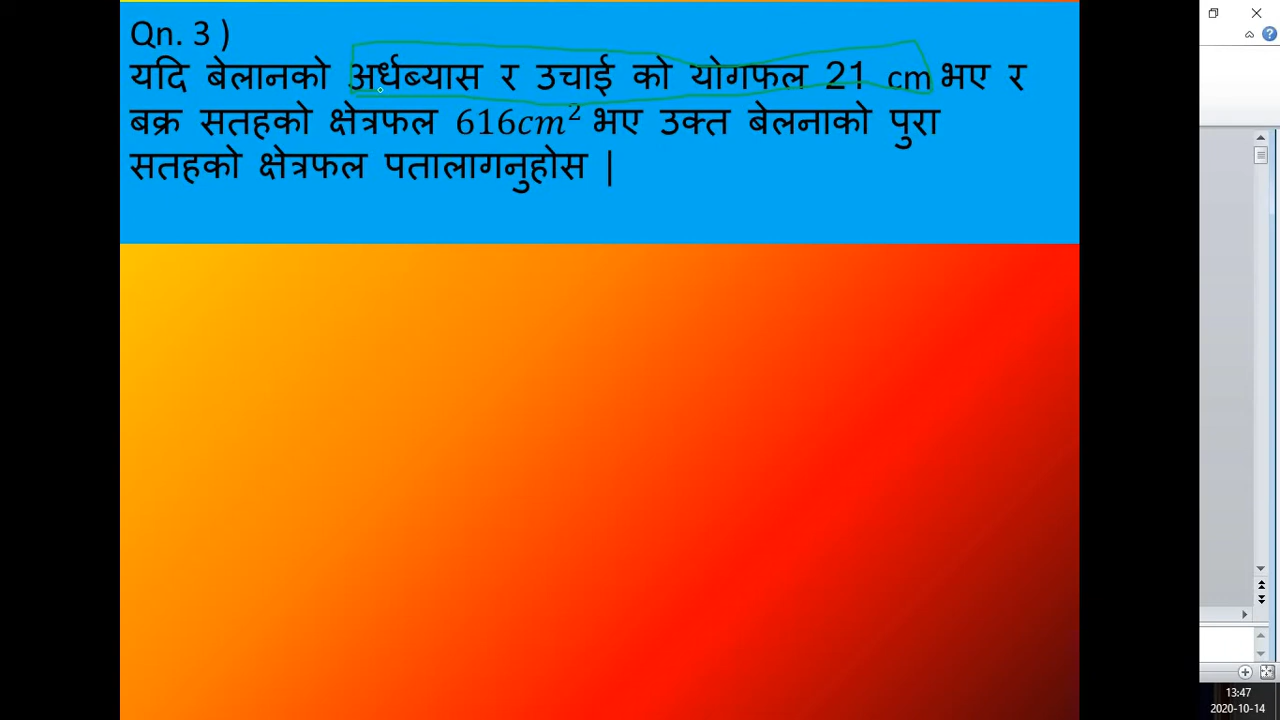 Qn. 3 )
यदि बेलानको अर्धब्यास र उचाई को योगफल 21 cm भए र
बक्र सतहको क्षेत्रफल 616cm² भए उक्त बेलनाको पुरा
सतहको क्षेत्रफल पतालागनुहोस |
13:47
2020-10-14